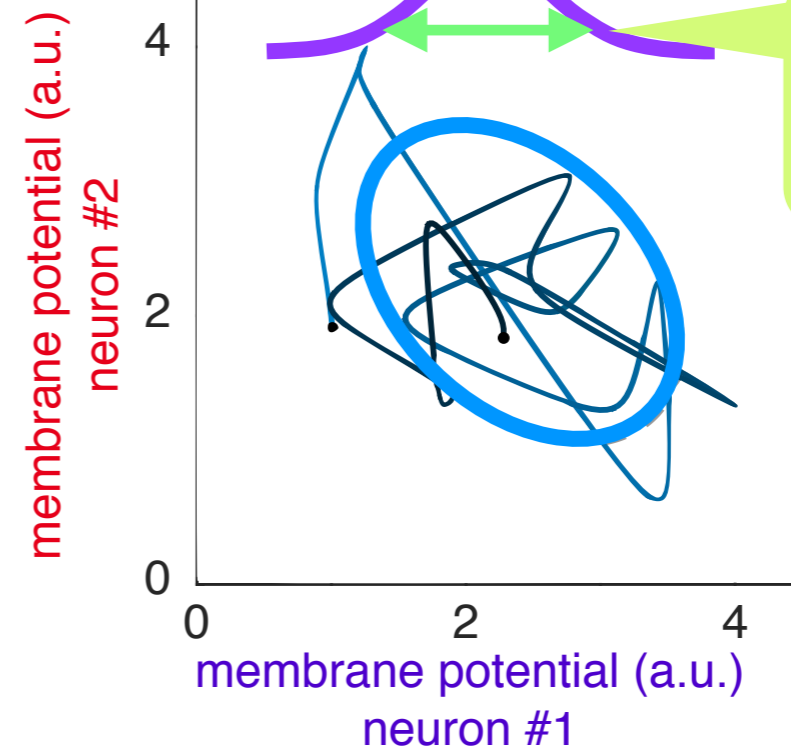 membrane potential (a.u.)
neuron #2
4
2
0
0 2 4
membrane potential (a.u.)
neuron #1